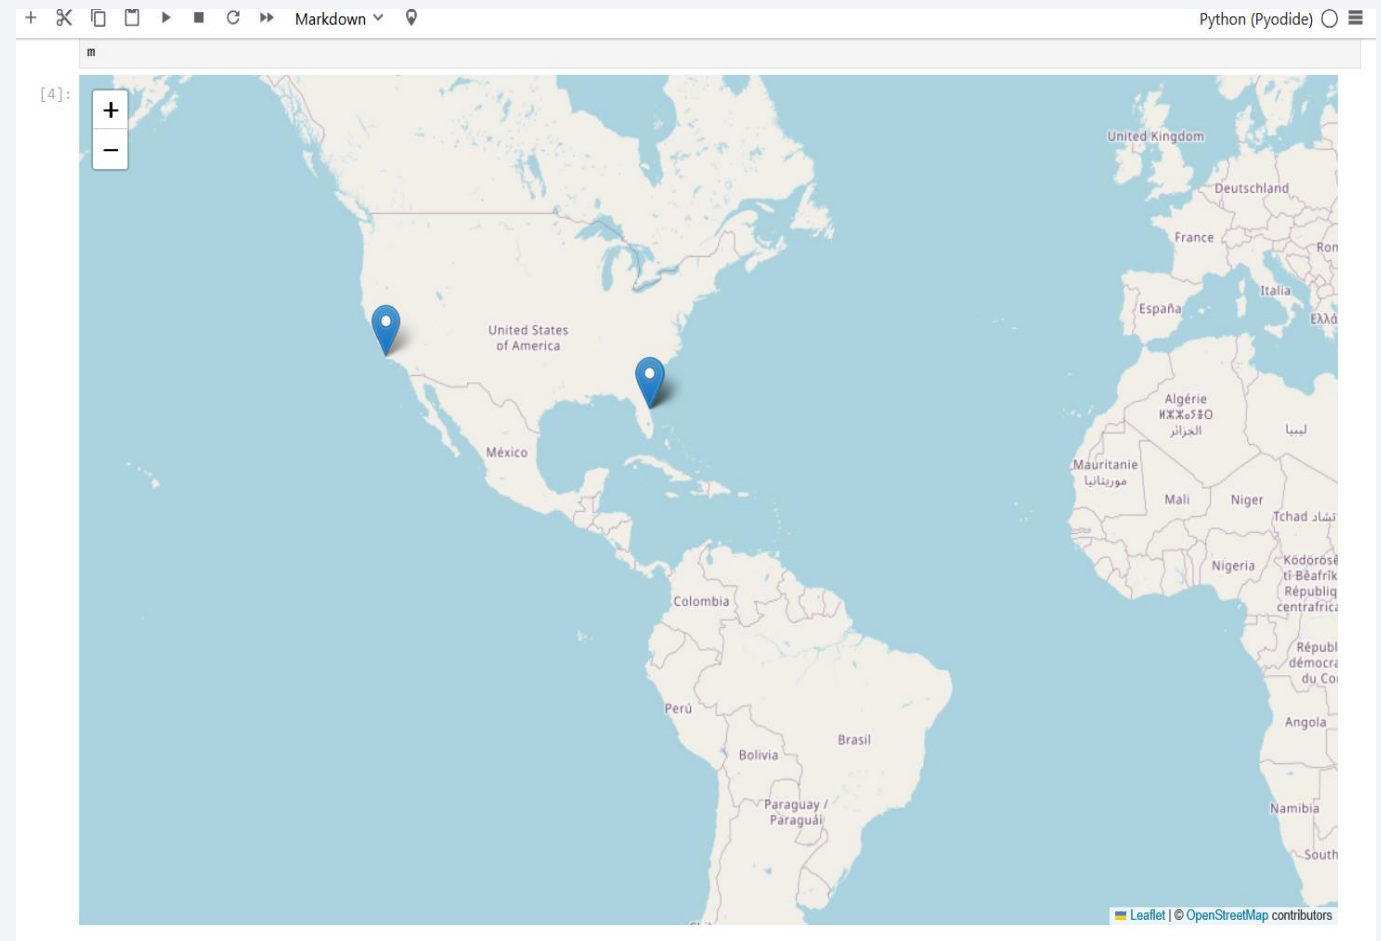 Markdown
Python (Pyodide)
m
[4]:
+
−
United Kingdom
Deutschland
France
Ron
Italia
España
Ελλά
United States
of America
Algérie
ⵍⵣⵣⴰⵢⴻⵔ
الجزائر
ليبيا
México
Mauritanie
موريتانيا
Mali
Niger
Tchad تشاد
Nigeria
Ködörösê
tî Bêafrîk
Républiq
centrafrica
Colombia
Républ
démocra
du Co
Perú
Angola
Brasil
Bolivia
Paraguay /
Paraguái
Namibia
South
Leaflet | © OpenStreetMap contributors